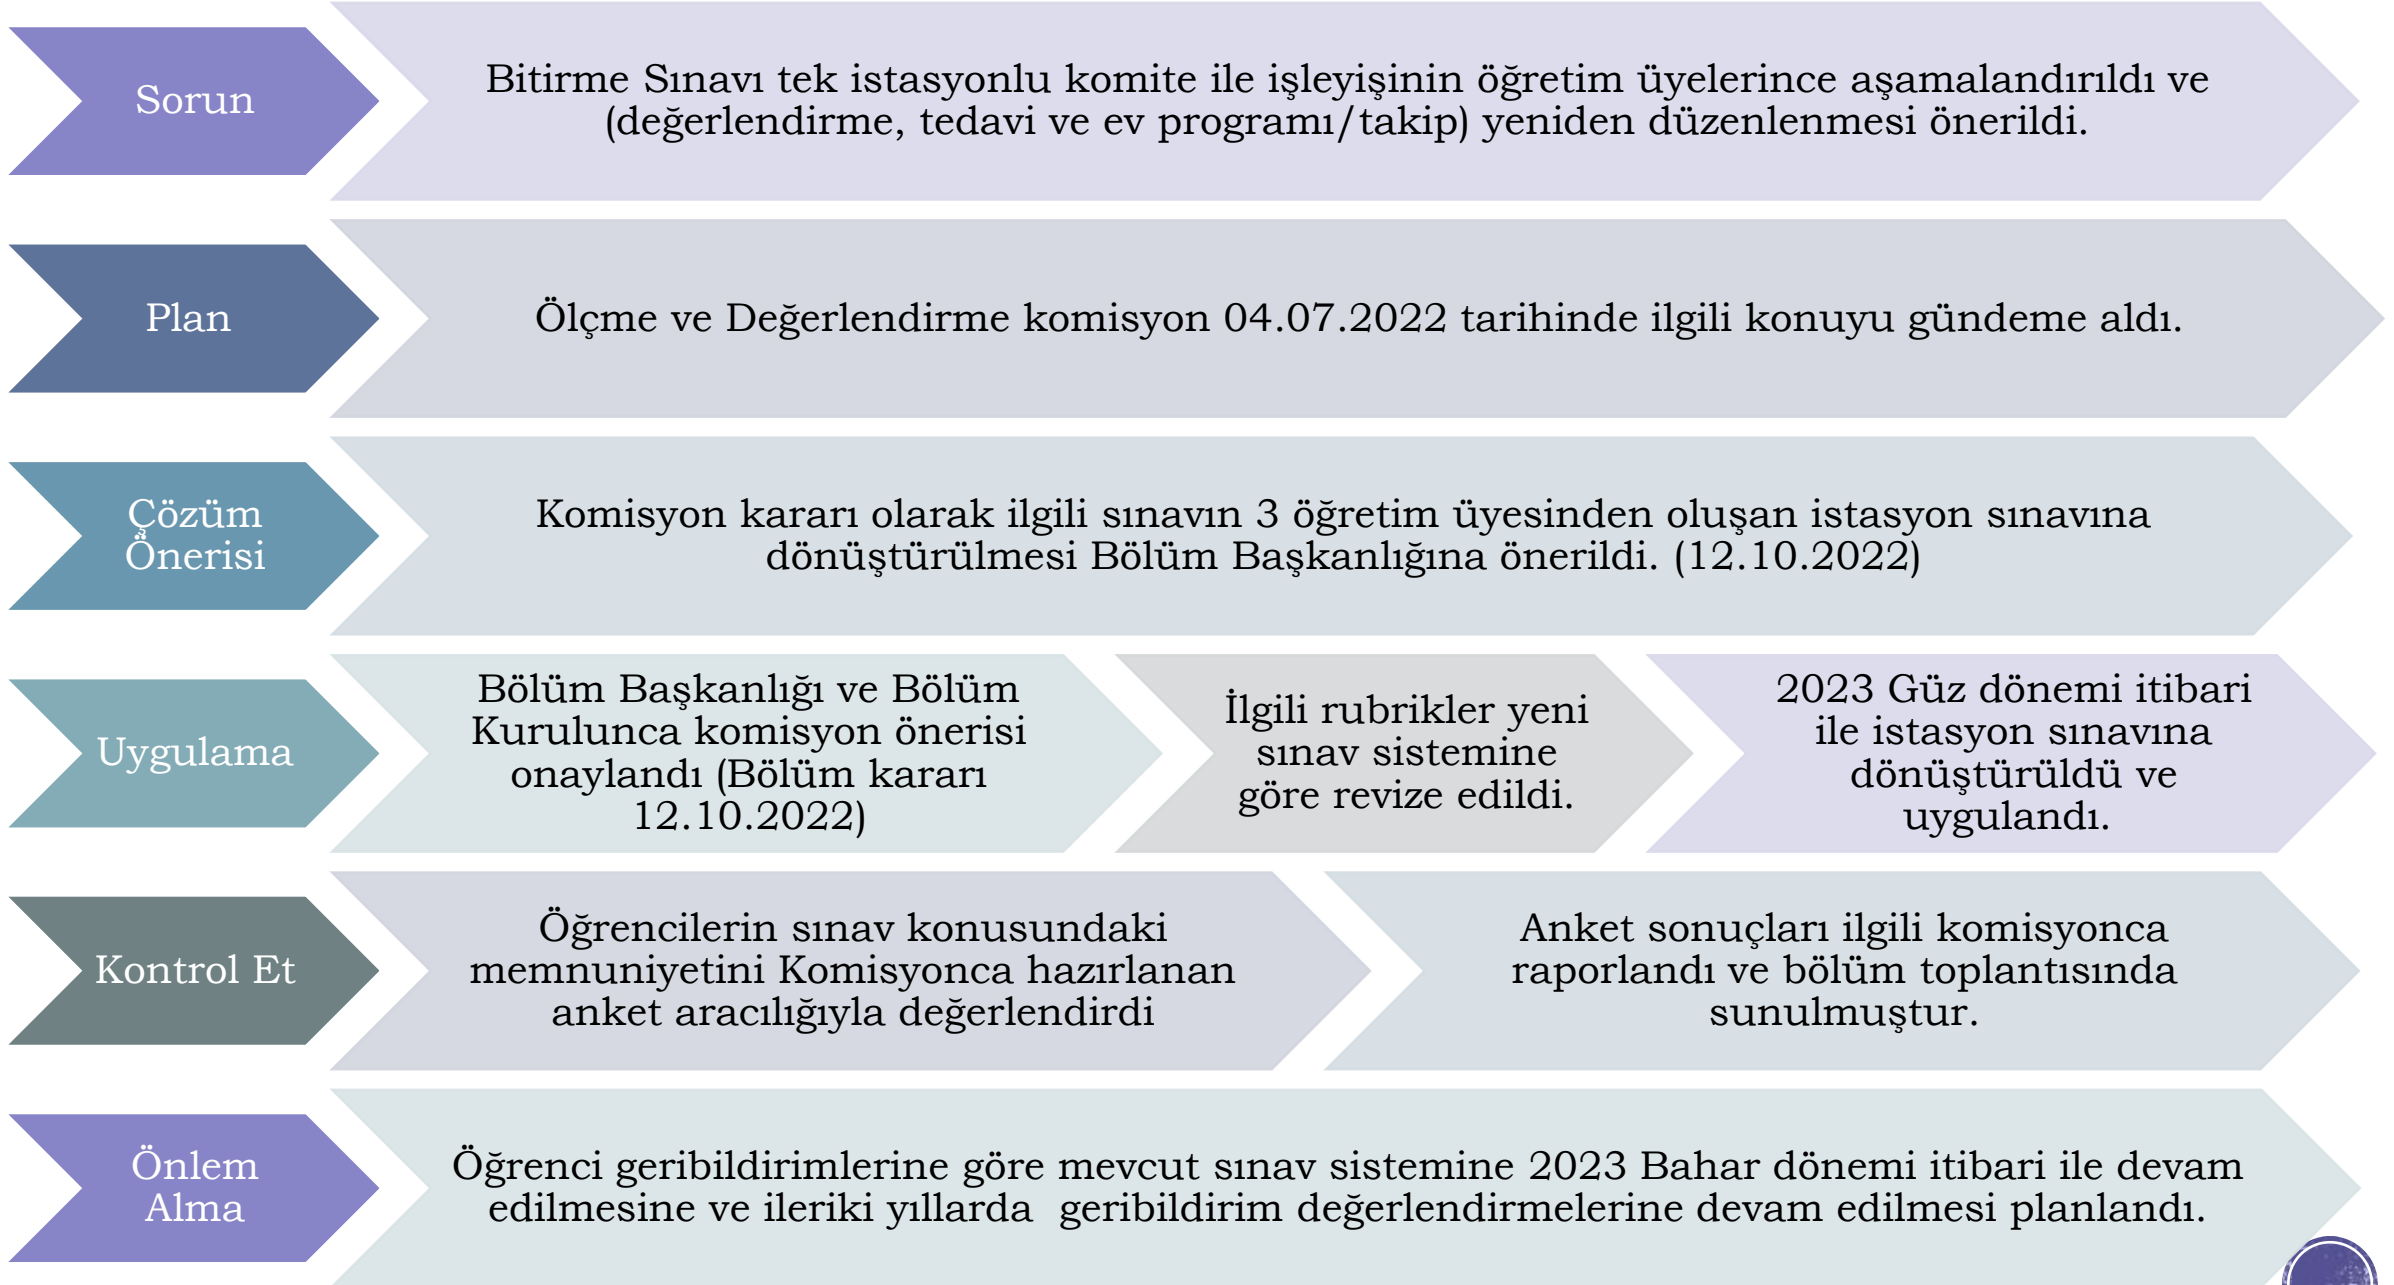 Sorun
Bitirme Sınavı tek istasyonlu komite ile işleyişinin öğretim üyelerince aşamalandırıldı ve
(değerlendirme, tedavi ve ev programı/takip) yeniden düzenlenmesi önerildi.
Plan
Ölçme ve Değerlendirme komisyon 04.07.2022 tarihinde ilgili konuyu gündeme aldı.
Çözüm
Önerisi
Komisyon kararı olarak ilgili sınavın 3 öğretim üyesinden oluşan istasyon sınavına
dönüştürülmesi Bölüm Başkanlığına önerildi. (12.10.2022)
Uygulama
Bölüm Başkanlığı ve Bölüm
Kurulunca komisyon önerisi
onaylandı (Bölüm kararı
12.10.2022)
İlgili rubrikler yeni
sınav sistemine
göre revize edildi.
2023 Güz dönemi itibari
ile istasyon sınavına
dönüştürüldü ve
uygulandı.
Kontrol Et
Öğrencilerin sınav konusundaki
memnuniyetini Komisyonca hazırlanan
anket aracılığıyla değerlendirdi
Anket sonuçları ilgili komisyonca
raporlandı ve bölüm toplantısında
sunulmuştur.
Önlem
Alma
Öğrenci geribildirimlerine göre mevcut sınav sistemine 2023 Bahar dönemi itibari ile devam
edilmesine ve ileriki yıllarda  geribildirim değerlendirmelerine devam edilmesi planlandı.